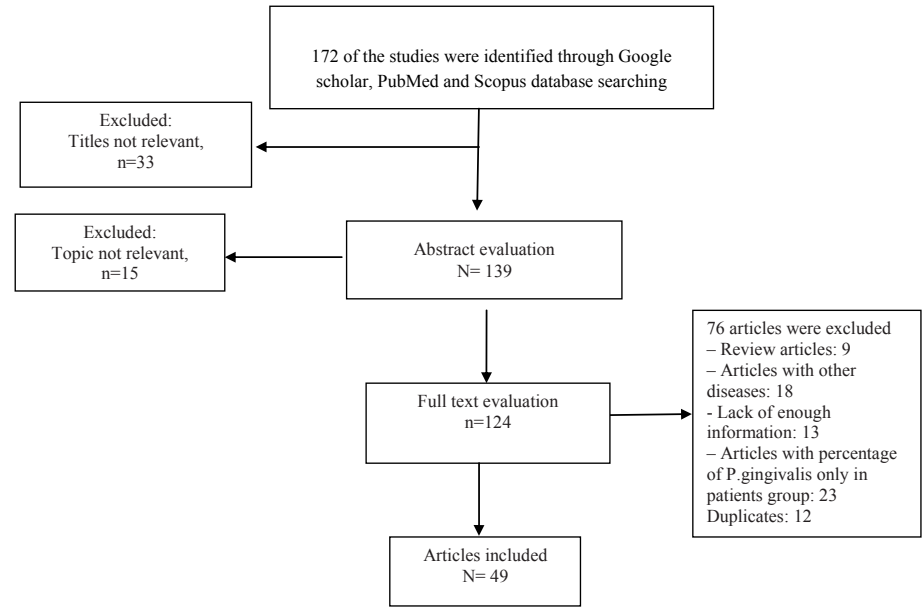 172 of the studies were identified through Google
scholar, PubMed and Scopus database searching
Excluded:
Titles not relevant,
n=33
Excluded:
Topic not relevant,
n=15
Abstract evaluation
N= 139
76 articles were excluded
– Review articles: 9
– Articles with other
diseases: 18
- Lack of enough
information: 13
– Articles with percentage
of P.gingivalis only in
patients group: 23
Duplicates: 12
Full text evaluation
n=124
Articles included
N= 49